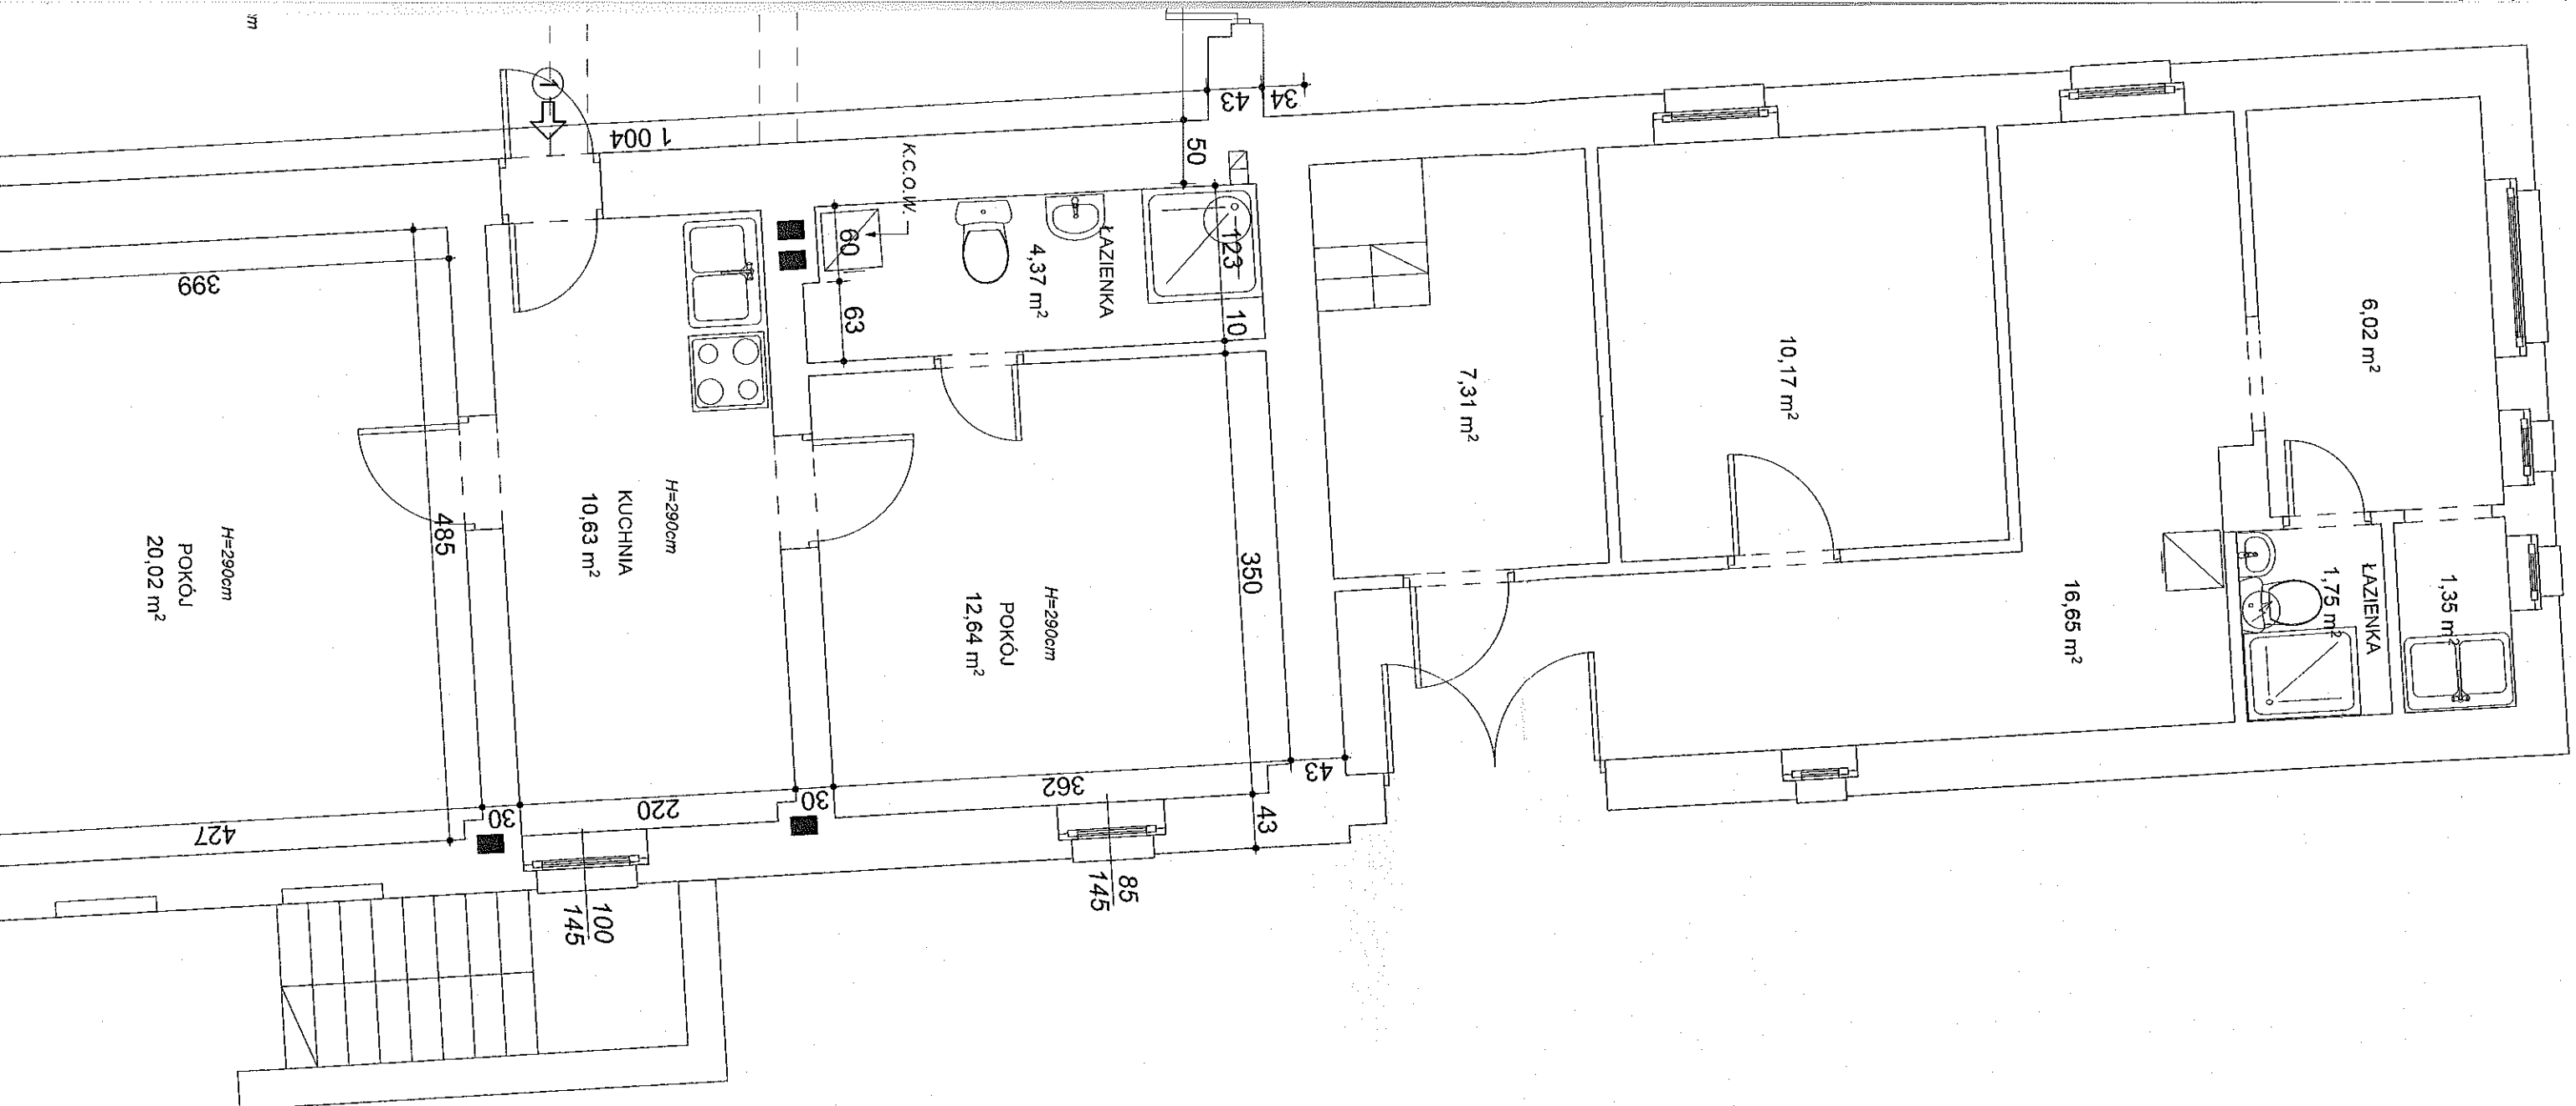 m
1
1 004
43
34
50
K.C.O.W.
60
63
ŁAZIENKA
4,37 m²
123
10
399
485
H=290cm
POKÓJ
20,02 m²
H=290cm
KUCHNIA
10,63 m²
H=290cm
POKÓJ
12,64 m²
350
7,31 m²
10,17 m²
16,65 m²
6,02 m²
ŁAZIENKA
1,75 m²
1,35 m²
427
30
220
30
362
43
43
100
145
85
145